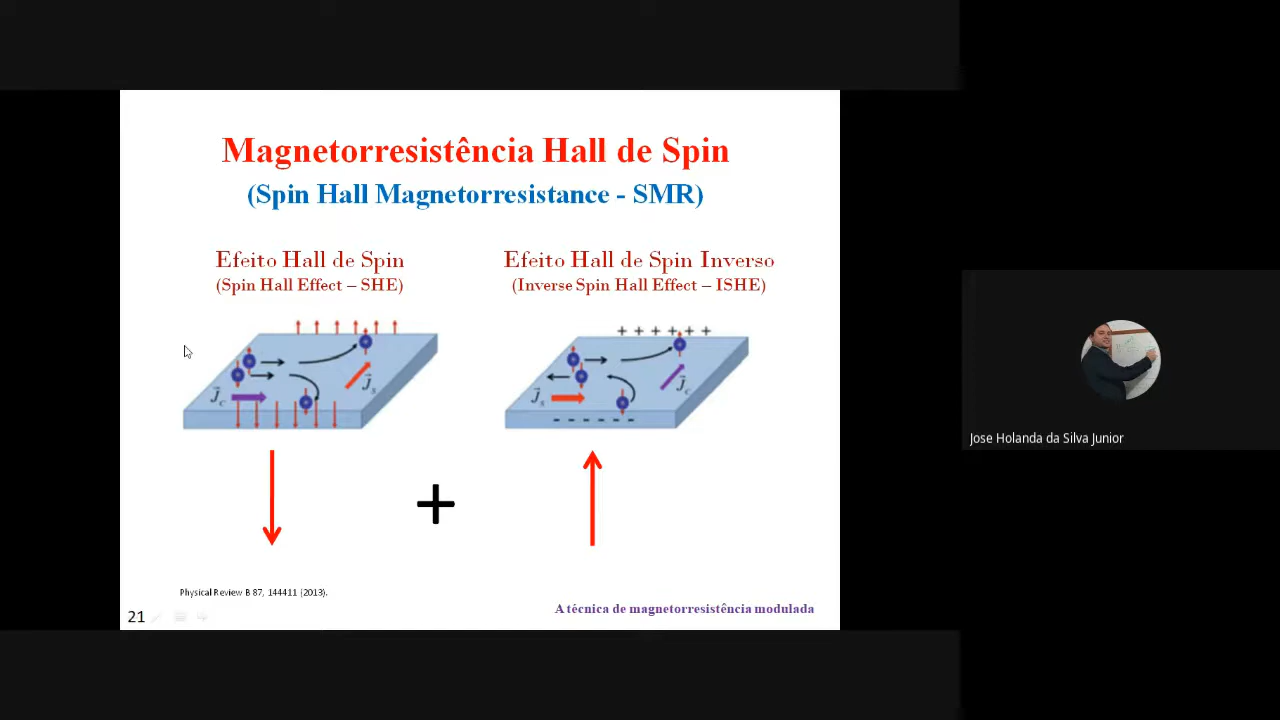 Magnetorresistência Hall de Spin
(Spin Hall Magnetorresistance - SMR)
Efeito Hall de Spin
(Spin Hall Effect – SHE)
Efeito Hall de Spin Inverso
(Inverse Spin Hall Effect – ISHE)
+ + + + + +
J⃗c
J⃗s
J⃗s
J⃗c
- - - - - -
+
Physical Review B 87, 144411 (2013).
21
A técnica de magnetorresistência modulada
Jose Holanda da Silva Junior